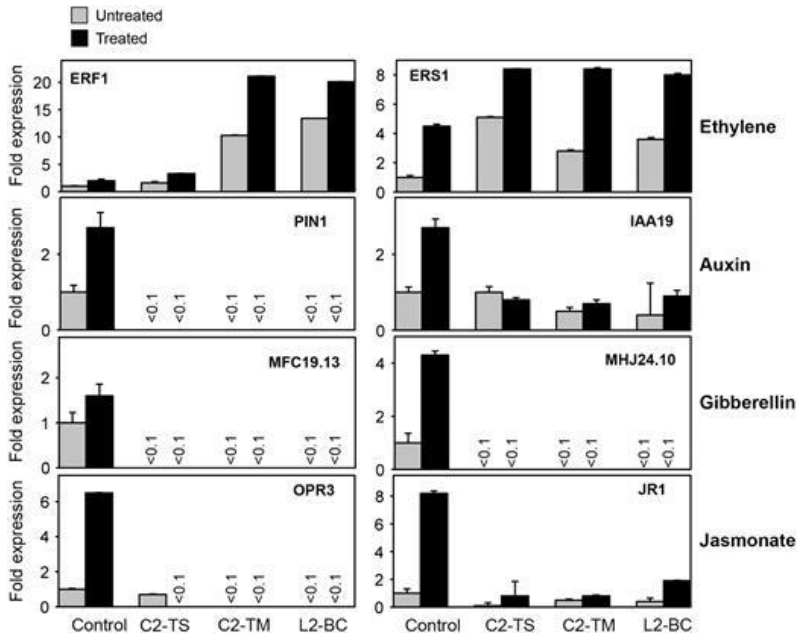 Untreated
Treated
Fold expression
20
15
10
5
0
ERF1
8
6
4
2
0
ERS1
Ethylene
Fold expression
2
0
PIN1
<0.1 <0.1 <0.1 <0.1 <0.1 <0.1
2
0
IAA19
Auxin
Fold expression
2
1
0
MFC19.13
<0.1 <0.1 <0.1 <0.1 <0.1 <0.1
4
2
0
MHJ24.10
<0.1 <0.1 <0.1 <0.1 <0.1 <0.1
Gibberellin
Fold expression
6
4
2
0
OPR3
<0.1 <0.1 <0.1 <0.1 <0.1
8
6
4
2
0
JR1
Jasmonate
Control C2-TS C2-TM L2-BC
Control C2-TS C2-TM L2-BC